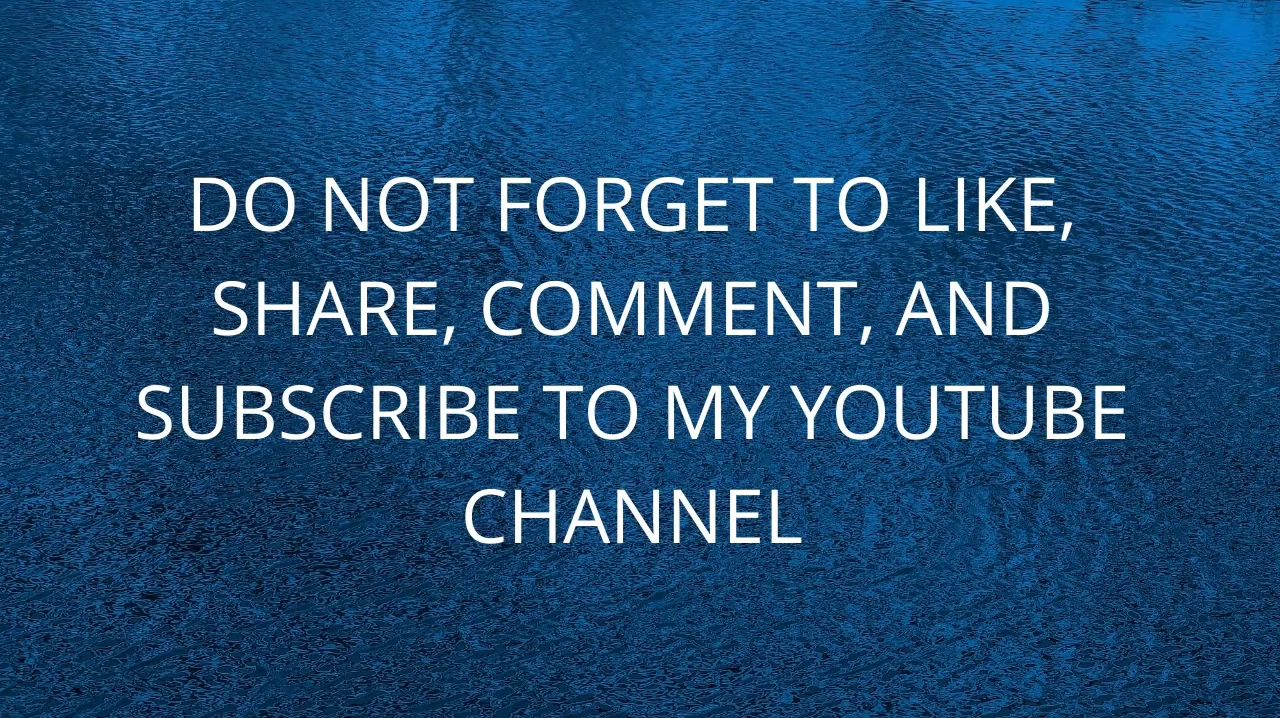 DO NOT FORGET TO LIKE,
SHARE, COMMENT, AND
SUBSCRIBE TO MY YOUTUBE
CHANNEL